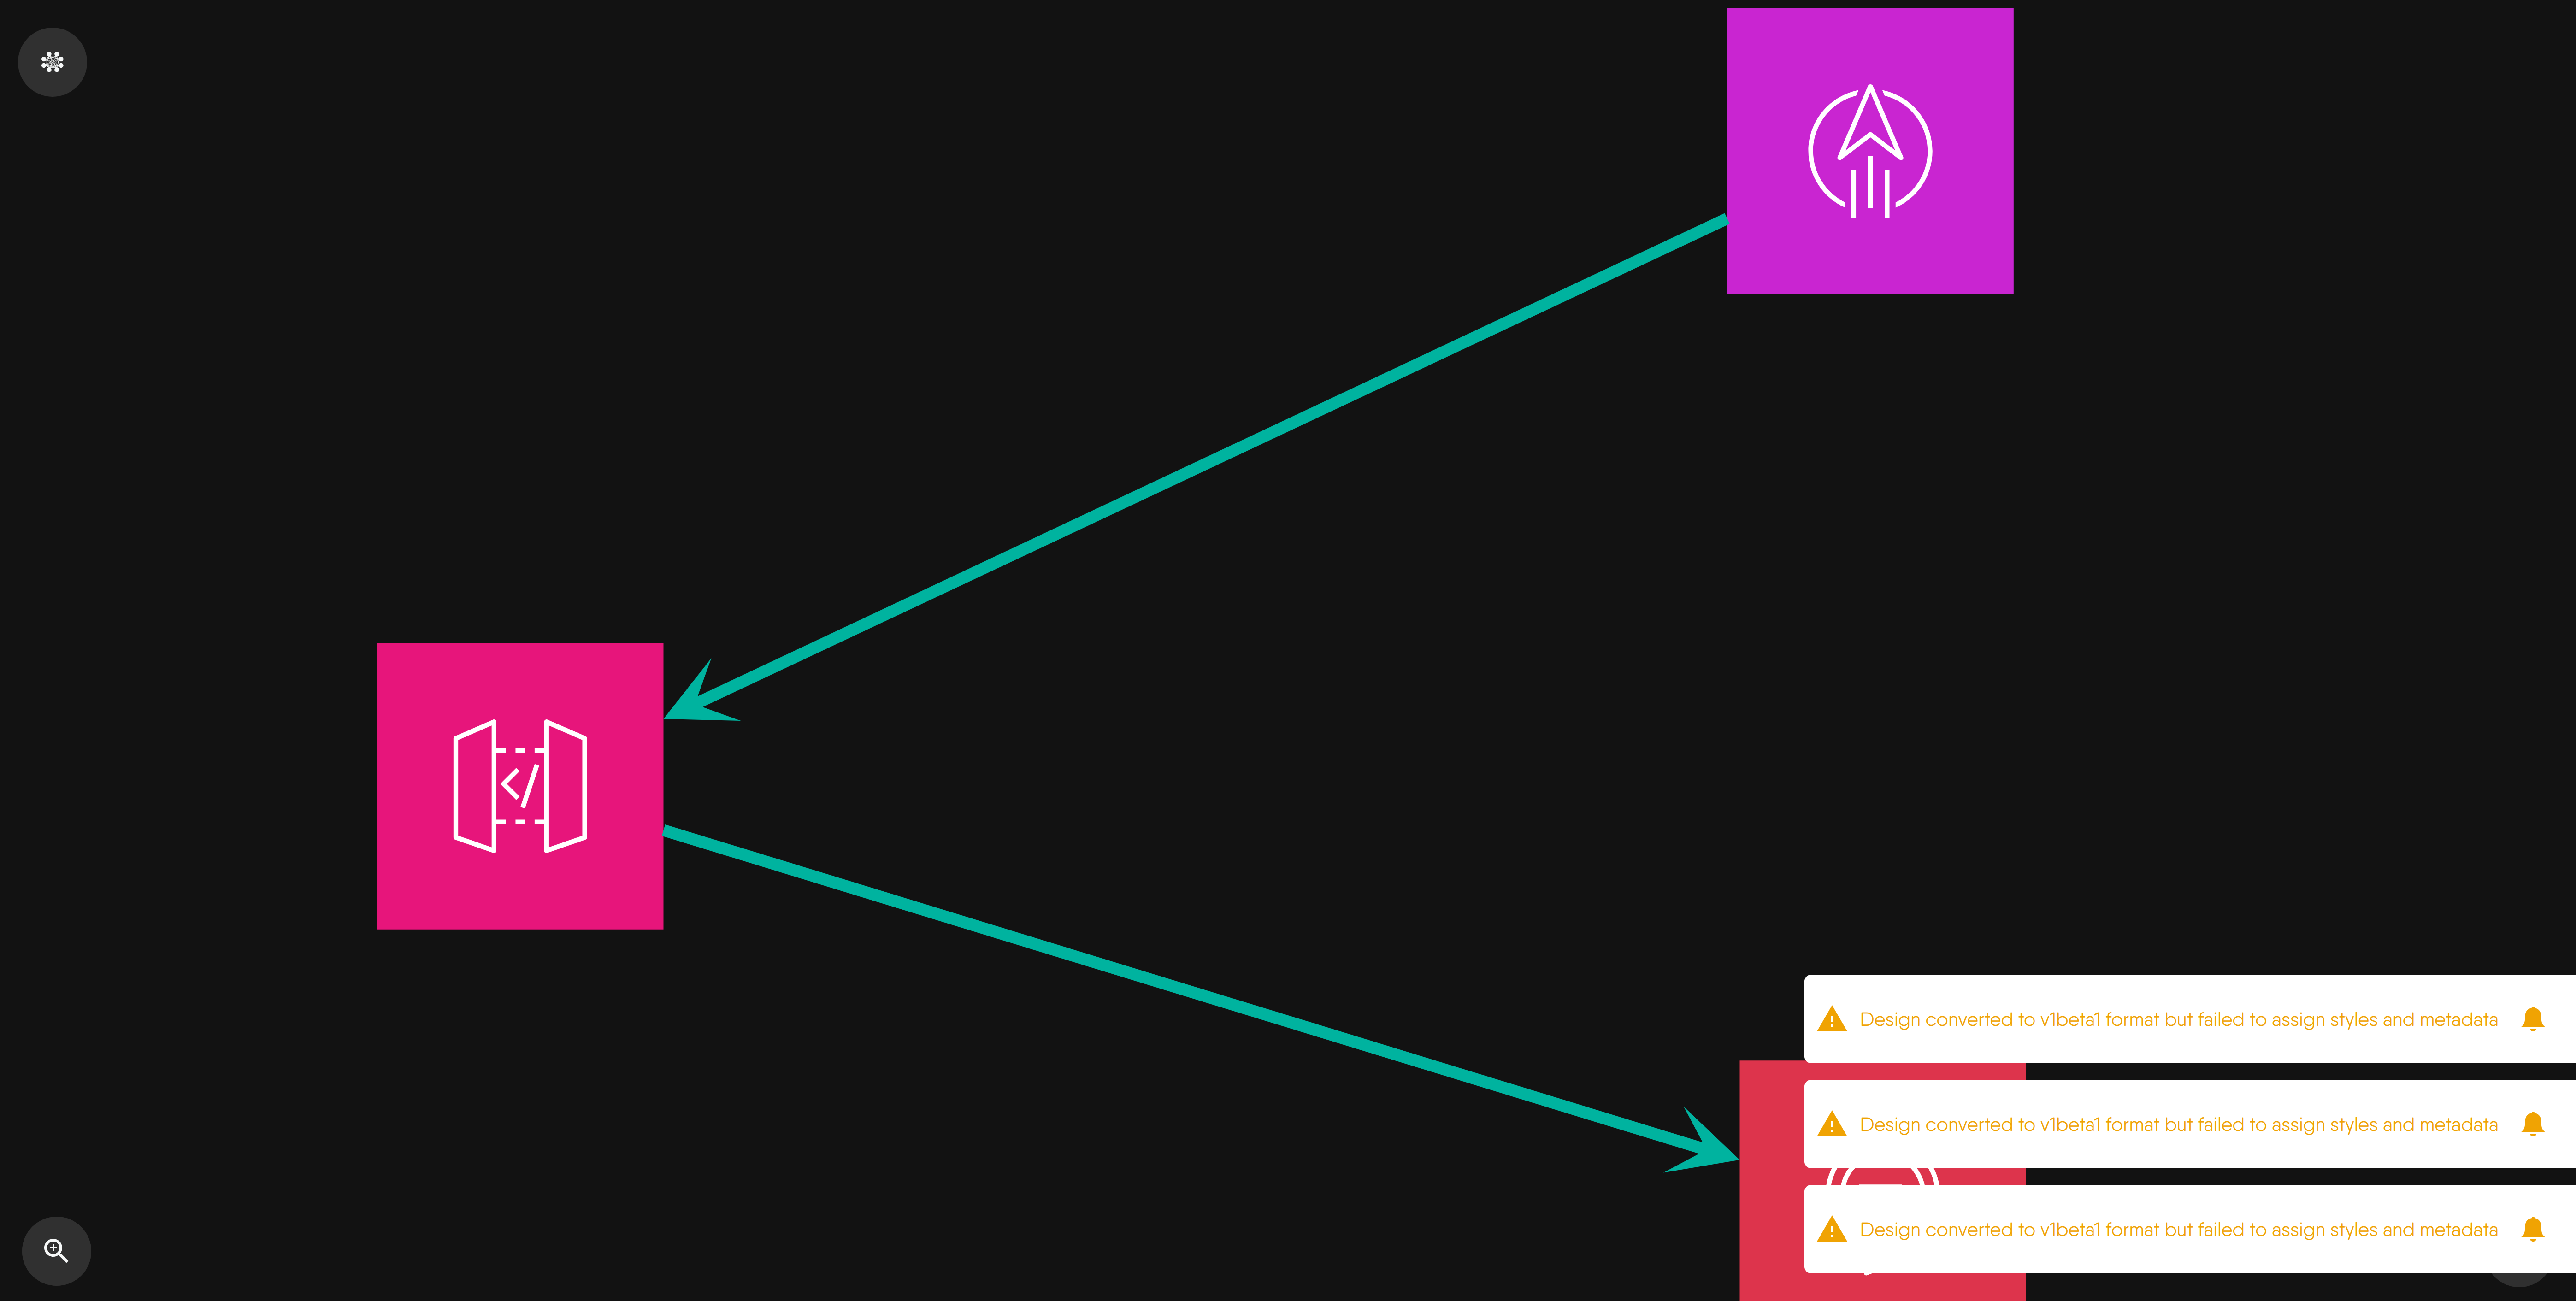 Design converted to v1beta1 format but failed to assign styles and metadata
Design converted to v1beta1 format but failed to assign styles and metadata
Design converted to v1beta1 format but failed to assign styles and metadata